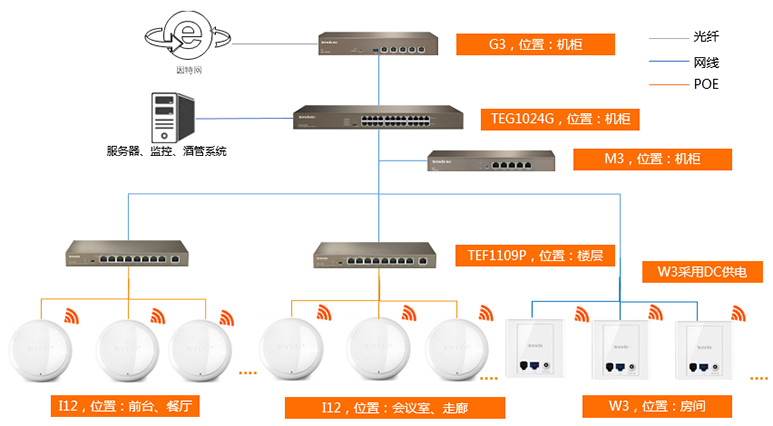 G3，位置：机柜
光纤
网线
POE
因特网
TEG1024G，位置：机柜
服务器、监控、酒管系统
M3，位置：机柜
TEF1109P，位置：楼层
W3采用DC供电
I12，位置：前台、餐厅
I12，位置：会议室、走廊
W3，位置：房间